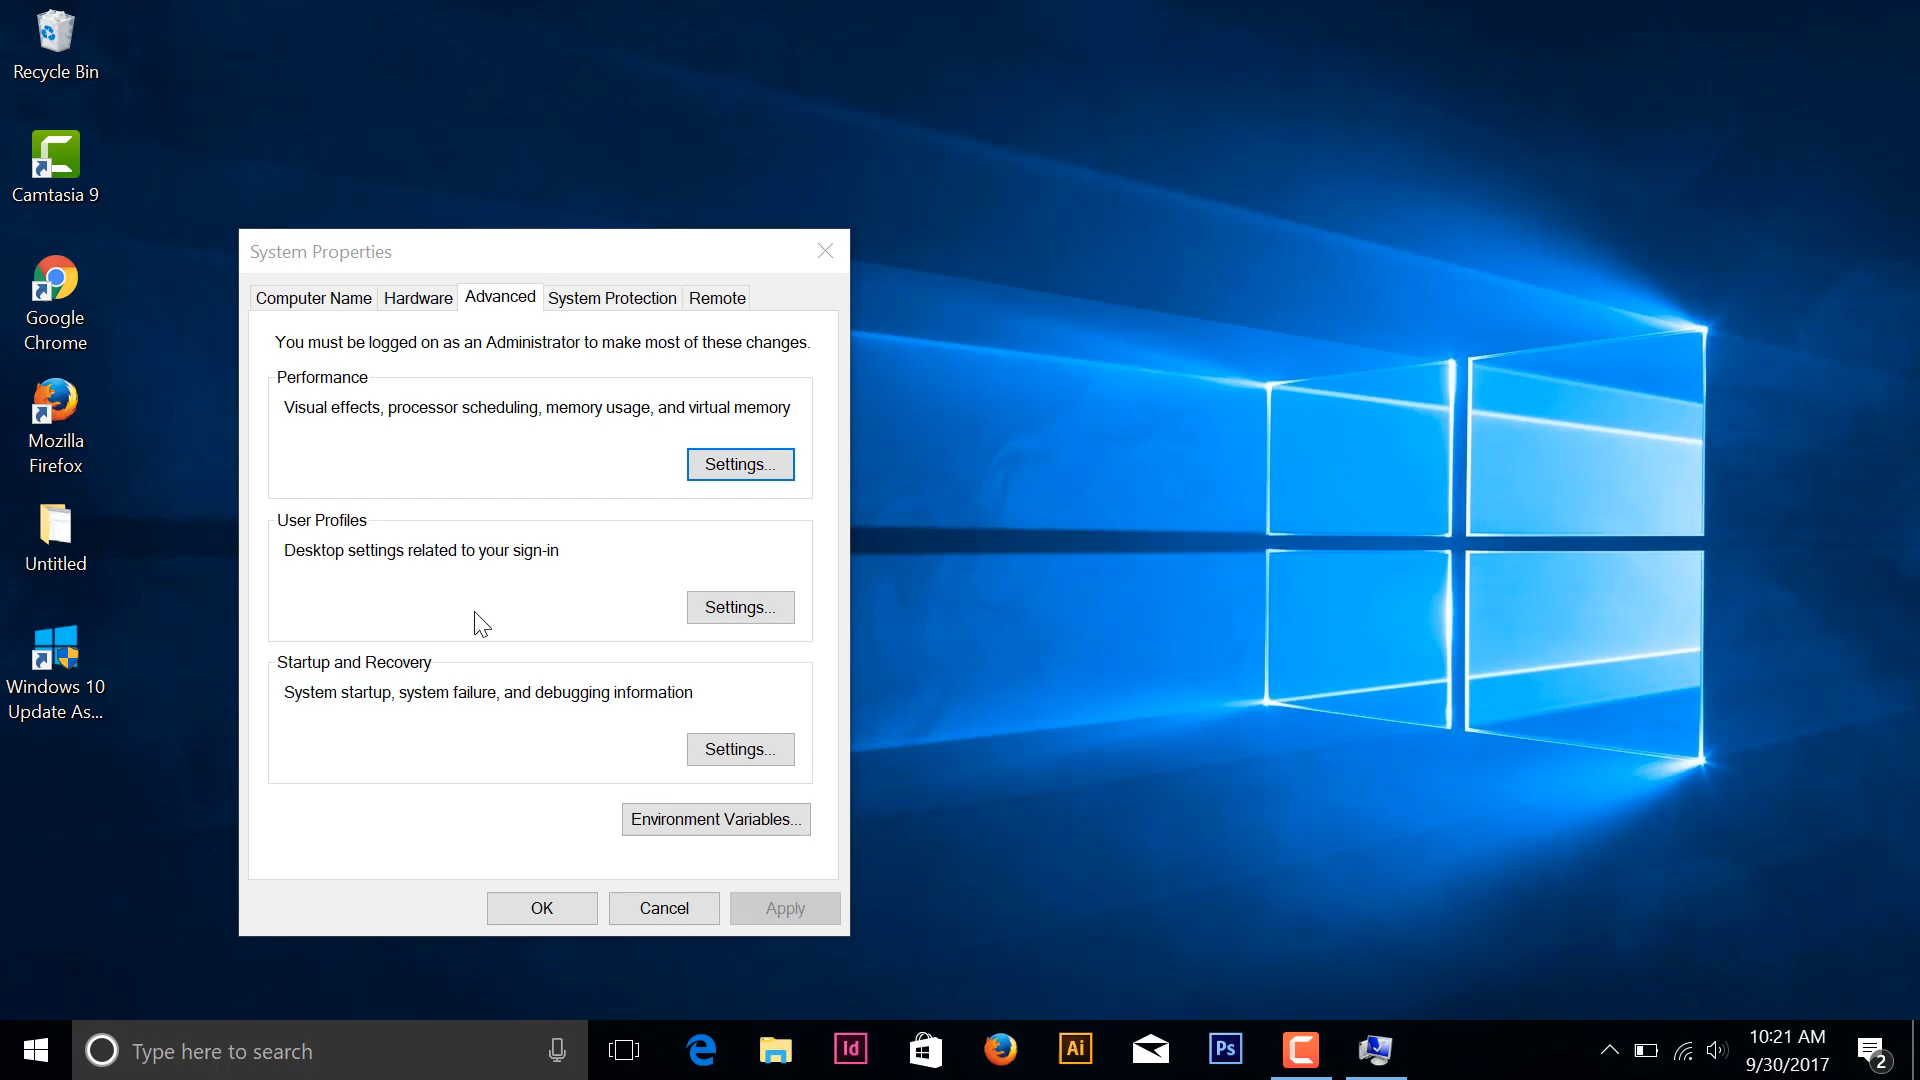 Recycle Bin
Camtasia 9
Google
Chrome
Mozilla
Firefox
Untitled
Windows 10
Update As...
System Properties
Computer Name
Hardware
Advanced
System Protection
Remote
You must be logged on as an Administrator to make most of these changes.
Performance
Visual effects, processor scheduling, memory usage, and virtual memory
Settings...
User Profiles
Desktop settings related to your sign-in
Settings...
Startup and Recovery
System startup, system failure, and debugging information
Settings...
Environment Variables...
OK
Cancel
Apply
Type here to search
Id
Ai
Ps
10:21 AM
9/30/2017
2